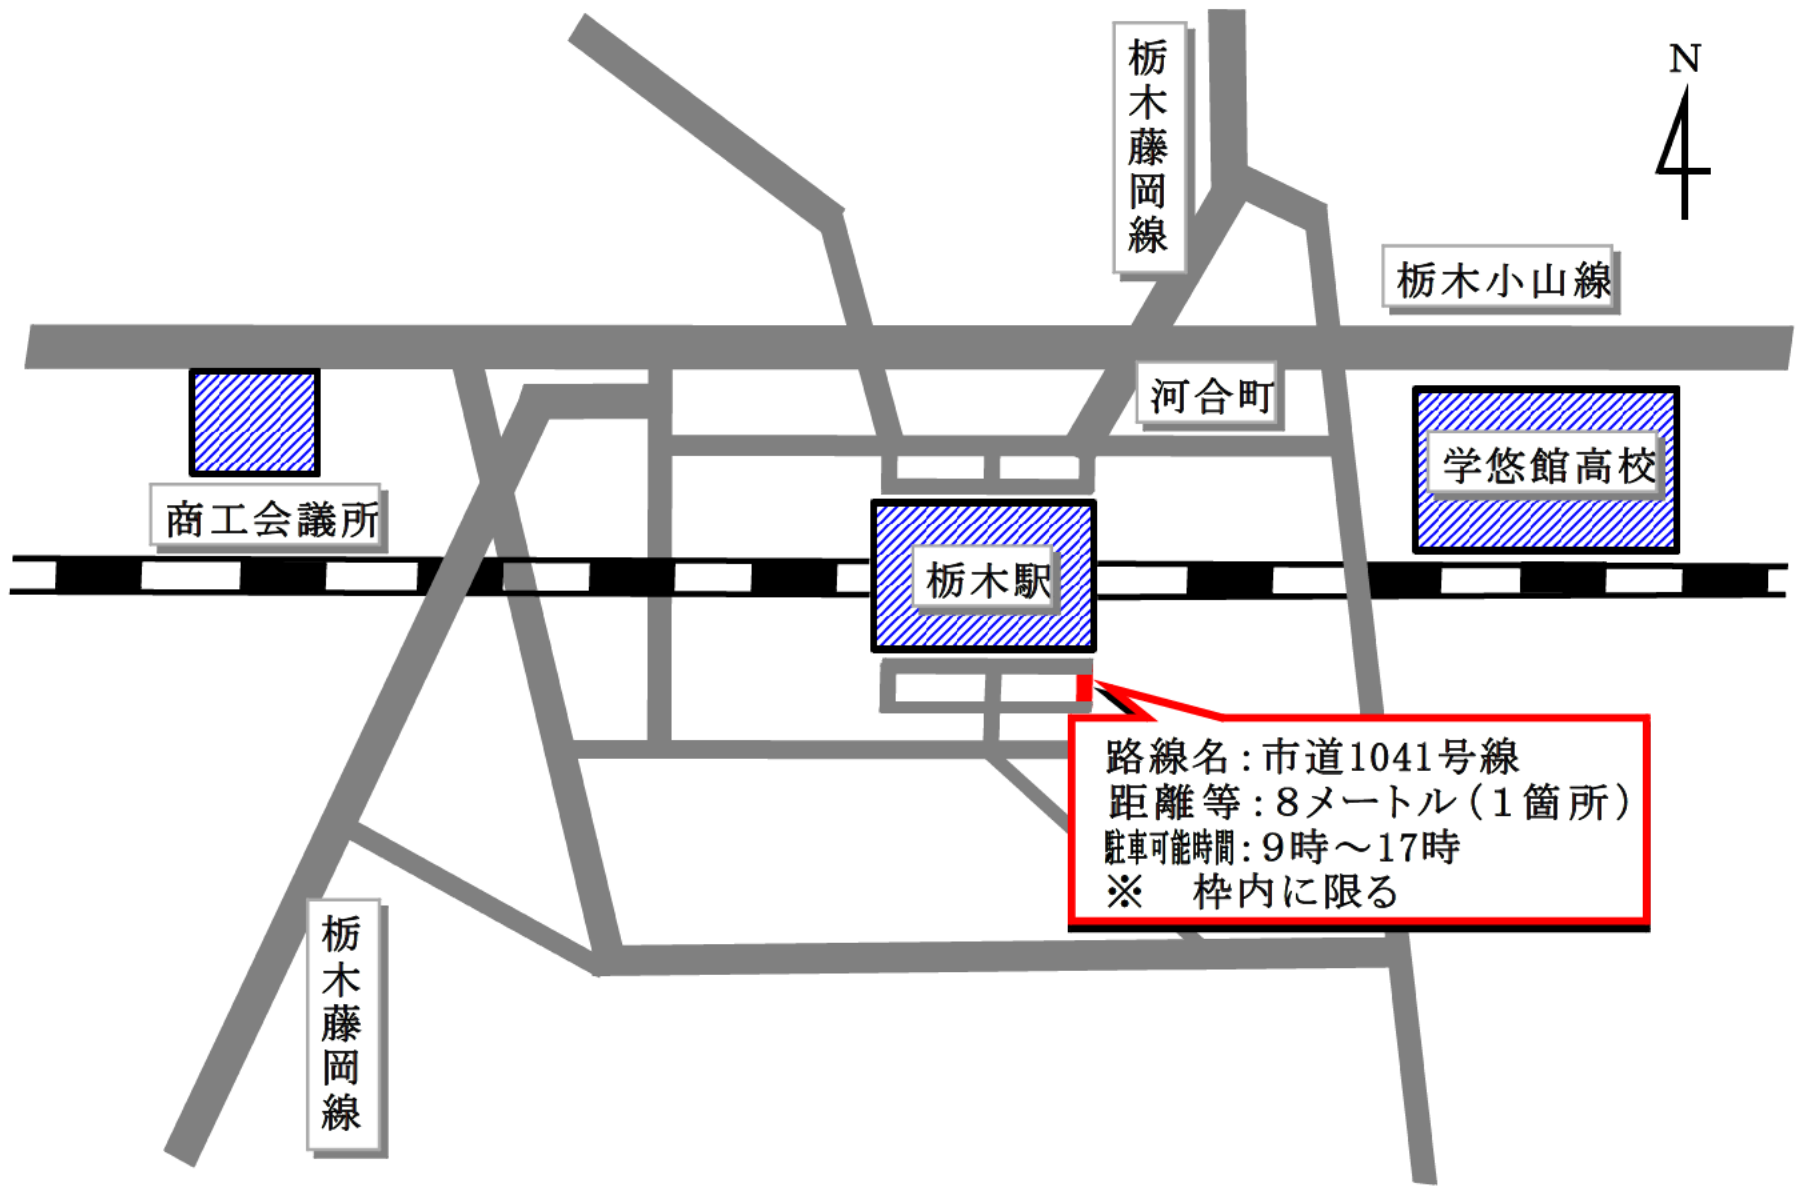 栃木藤岡線
N
栃木小山線
河合町
学悠館高校
商工会議所
栃木駅
路線名:市道1041号線
距離等:8メートル(1箇所)
駐車可能時間:9時~17時
※ 枠内に限る
栃木藤岡線